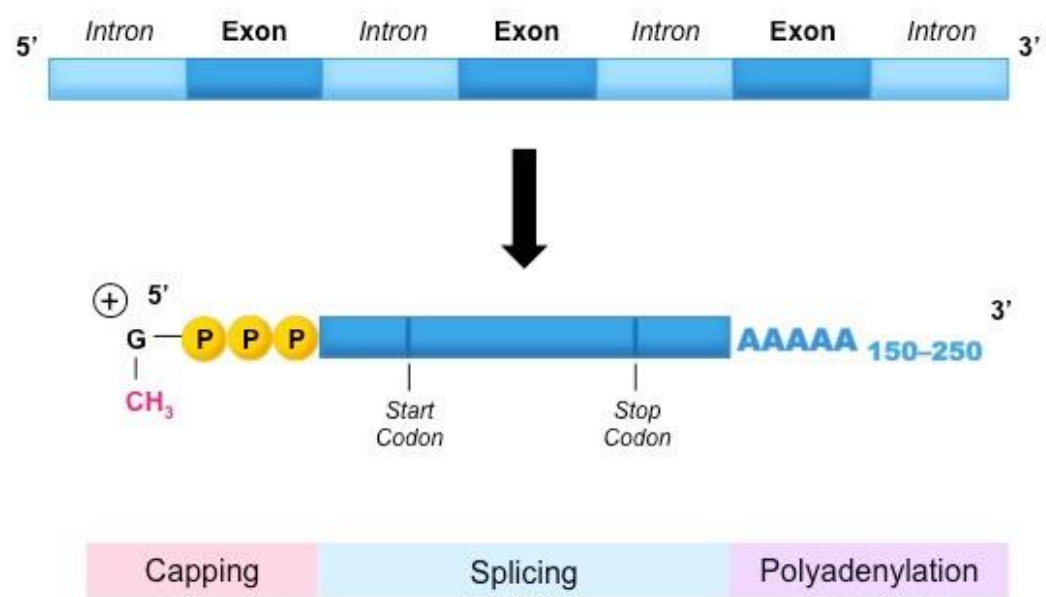 5’ Intron Exon Intron Exon Intron Exon Intron 3’
+ 5’ 3’
G P P P AAAAA 150–250
CH₃
Start Codon
Stop Codon
Capping Splicing Polyadenylation